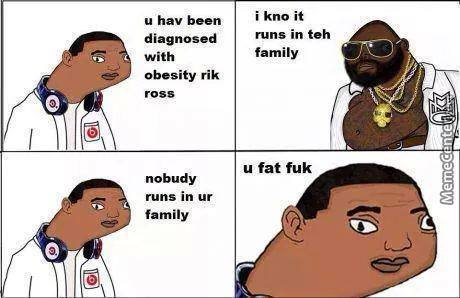 u hav been
diagnosed
with
obesity rik
ross
i kno it
runs in teh
family
nobody
runs in ur
family
u fat fuk
MemeCenter